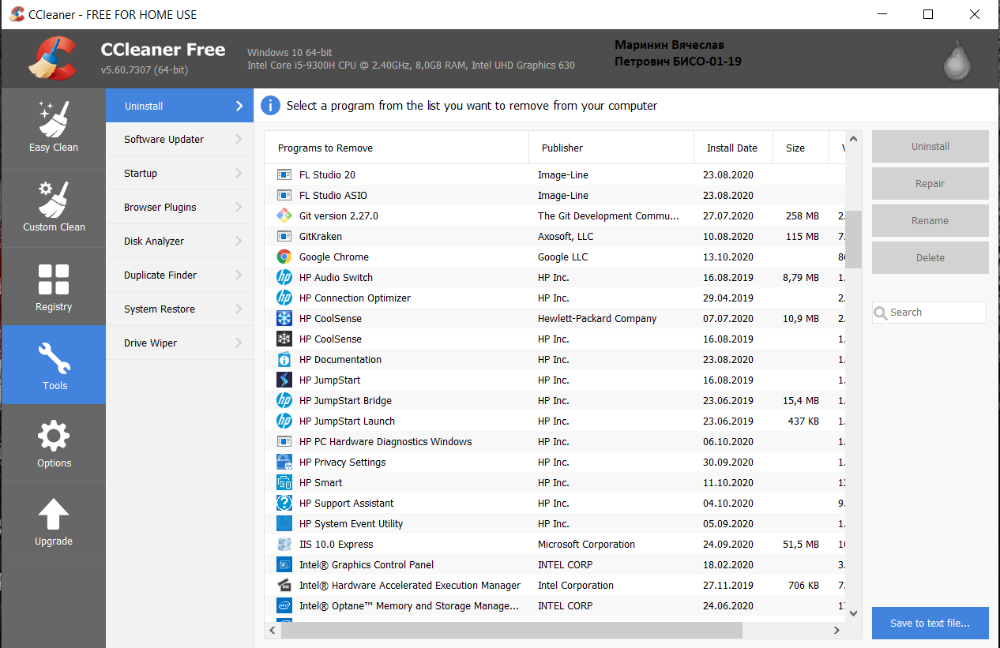 CCleaner - FREE FOR HOME USE
CCleaner Free
v5.60.7307 (64-bit)
Windows 10 64-bit
Intel Core i5-9300H CPU @ 2.40GHz, 8,0GB RAM, Intel UHD Graphics 630
Маринин Вячеслав
Петрович БИСО-01-19
Easy Clean
Custom Clean
Registry
Tools
Options
Upgrade
Uninstall
Software Updater
Startup
Browser Plugins
Disk Analyzer
Duplicate Finder
System Restore
Drive Wiper
Select a program from the list you want to remove from your computer
Programs to Remove Publisher Install Date Size
FL Studio 20 Image-Line 23.08.2020
FL Studio ASIO Image-Line 23.08.2020
Git version 2.27.0 The Git Development Commu... 27.07.2020 258 MB 2.
GitKraken Axosoft, LLC 10.08.2020 115 MB 7.
Google Chrome Google LLC 13.10.2020
HP Audio Switch HP Inc. 16.08.2019 8,79 MB 1.
HP Connection Optimizer HP Inc. 29.04.2019 2.
HP CoolSense Hewlett-Packard Company 07.07.2020 10,9 MB 2.
HP CoolSense HP Inc. 16.08.2019 1.
HP Documentation HP Inc. 23.08.2020 1.
HP JumpStart HP Inc. 16.08.2019 1.
HP JumpStart Bridge HP Inc. 23.06.2019 15,4 MB 1.
HP JumpStart Launch HP Inc. 23.06.2019 437 KB 1.
HP PC Hardware Diagnostics Windows HP Inc. 06.10.2020 1.
HP Privacy Settings HP Inc. 30.09.2020 1.
HP Smart HP Inc. 11.10.2020
HP Support Assistant HP Inc. 04.10.2020 9.
HP System Event Utility HP Inc. 05.09.2020 1.
IIS 10.0 Express Microsoft Corporation 24.09.2020 51,5 MB
Intel® Graphics Control Panel INTEL CORP 18.02.2020 3.
Intel® Hardware Accelerated Execution Manager Intel Corporation 27.11.2019 706 KB 7.
Intel® Optane™ Memory and Storage Manage... INTEL CORP 24.06.2020
Uninstall
Repair
Rename
Delete
Search
Save to text file...